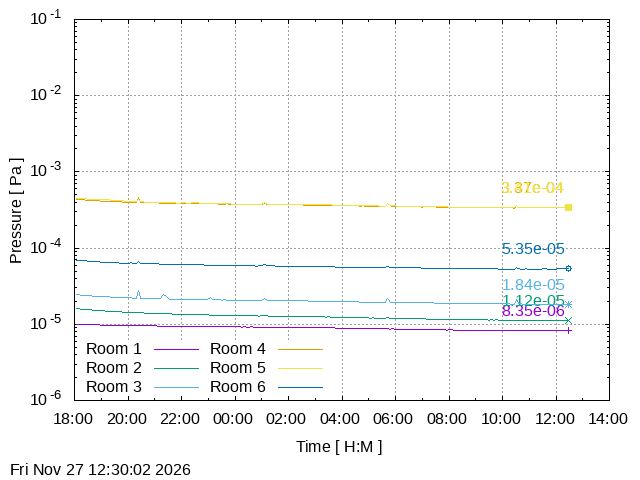 10^-1
10^-2
10^-3
10^-4
10^-5
10^-6
Pressure [ Pa ]
3.37e-04
5.35e-05
1.84e-05
1.12e-05
8.35e-06
Room 1 Room 4
Room 2 Room 5
Room 3 Room 6
18:00 20:00 22:00 00:00 02:00 04:00 06:00 08:00 10:00 12:00 14:00
Time [ H:M ]
Fri Nov 27 12:30:02 2026